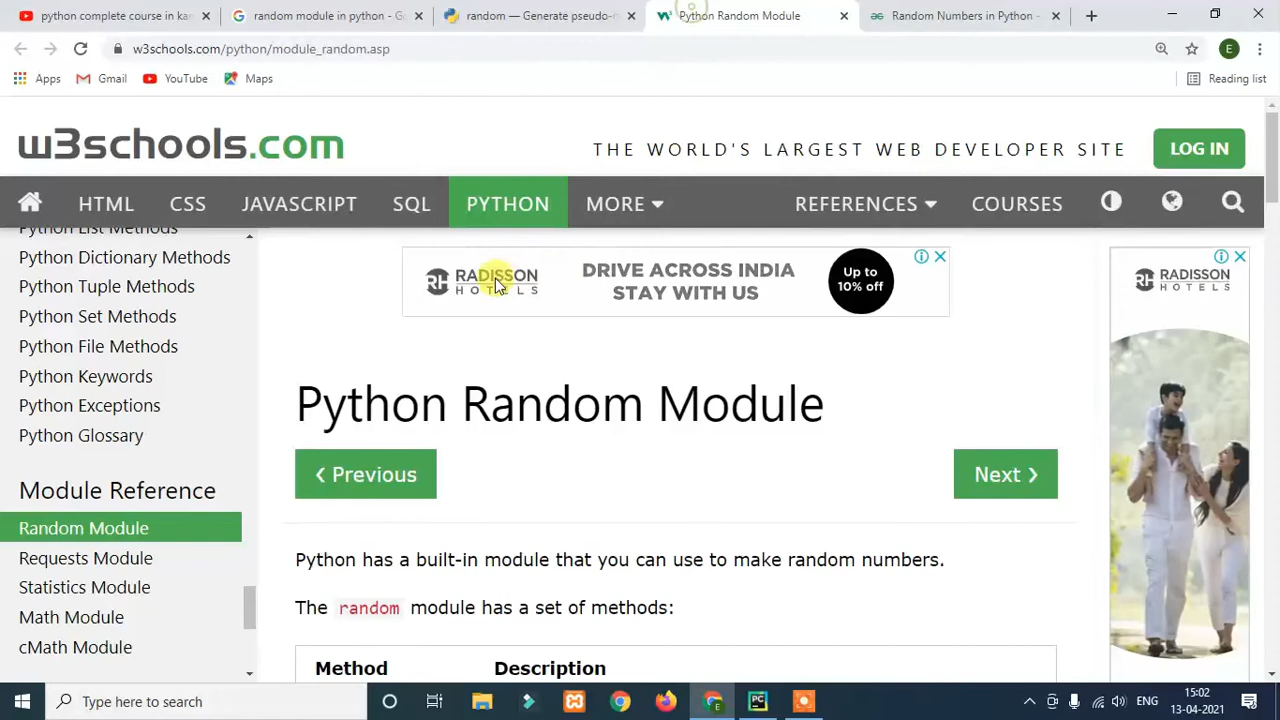 python complete course in kar
random module in python - Go
random — Generate pseudo-r
Python Random Module
Random Numbers in Python -
w3schools.com/python/module_random.asp
E
Apps
Gmail
YouTube
Maps
Reading list
w3schools.com
THE WORLD'S LARGEST WEB DEVELOPER SITE
LOG IN
HTML
CSS
JAVASCRIPT
SQL
PYTHON
MORE
REFERENCES
COURSES
Python List Methods
Python Dictionary Methods
Python Tuple Methods
Python Set Methods
Python File Methods
Python Keywords
Python Exceptions
Python Glossary
Module Reference
Random Module
Requests Module
Statistics Module
Math Module
cMath Module
RH RADISSON
HOTELS
DRIVE ACROSS INDIA
STAY WITH US
Up to
10% off
RH RADISSON
HOTELS
Python Random Module
❮ Previous
Next ❯
Python has a built-in module that you can use to make random numbers.
The random module has a set of methods:
Method Description
Type here to search
PC
E
ENG
15:02
13-04-2021